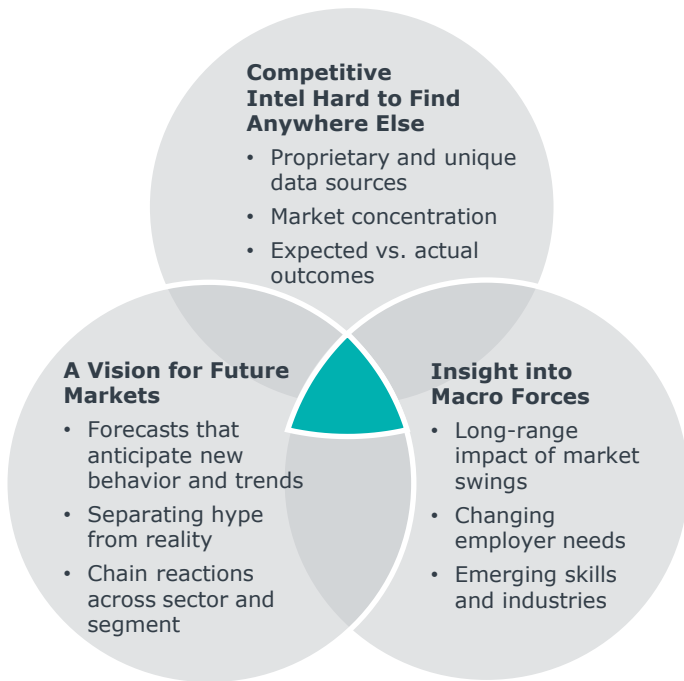 Competitive
Intel Hard to Find
Anywhere Else
• Proprietary and unique
data sources
• Market concentration
• Expected vs. actual
outcomes
A Vision for Future
Markets
• Forecasts that
anticipate new
behavior and trends
• Separating hype
from reality
• Chain reactions
across sector and
segment
Insight into
Macro Forces
• Long-range
impact of market
swings
• Changing
employer needs
• Emerging skills
and industries